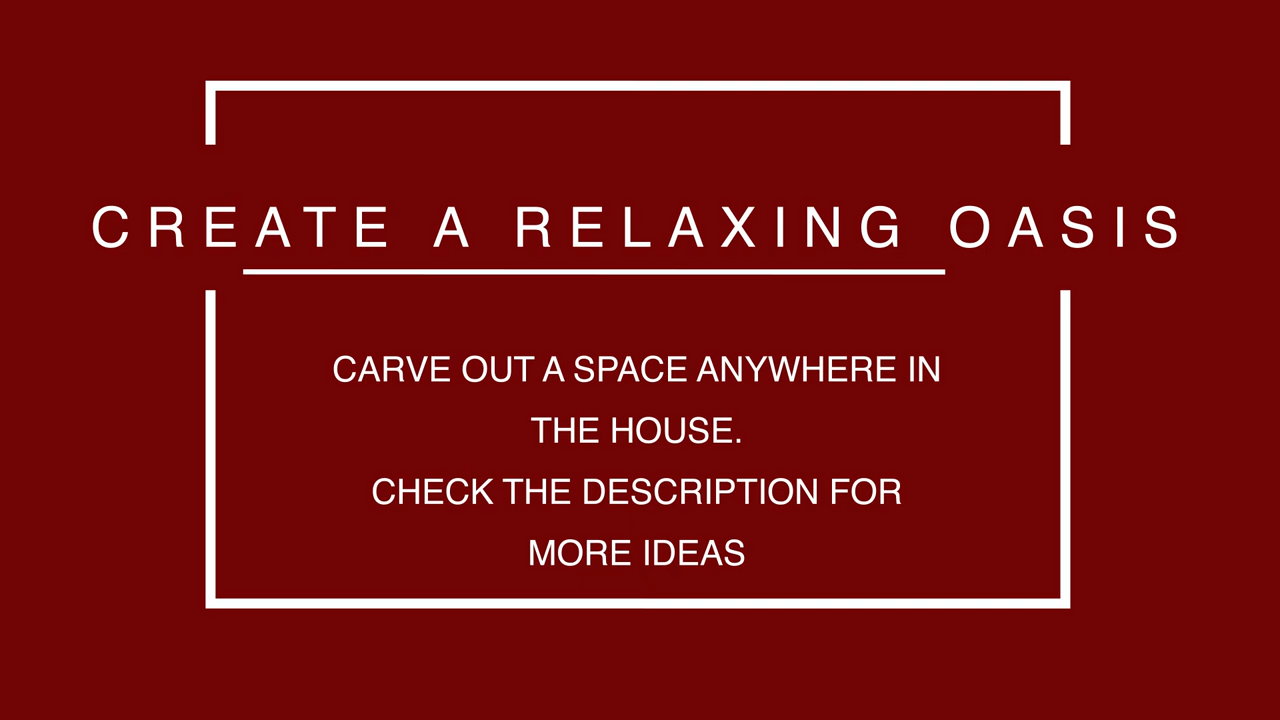 CREATE A RELAXING OASIS
CARVE OUT A SPACE ANYWHERE IN
THE HOUSE.
CHECK THE DESCRIPTION FOR
MORE IDEAS